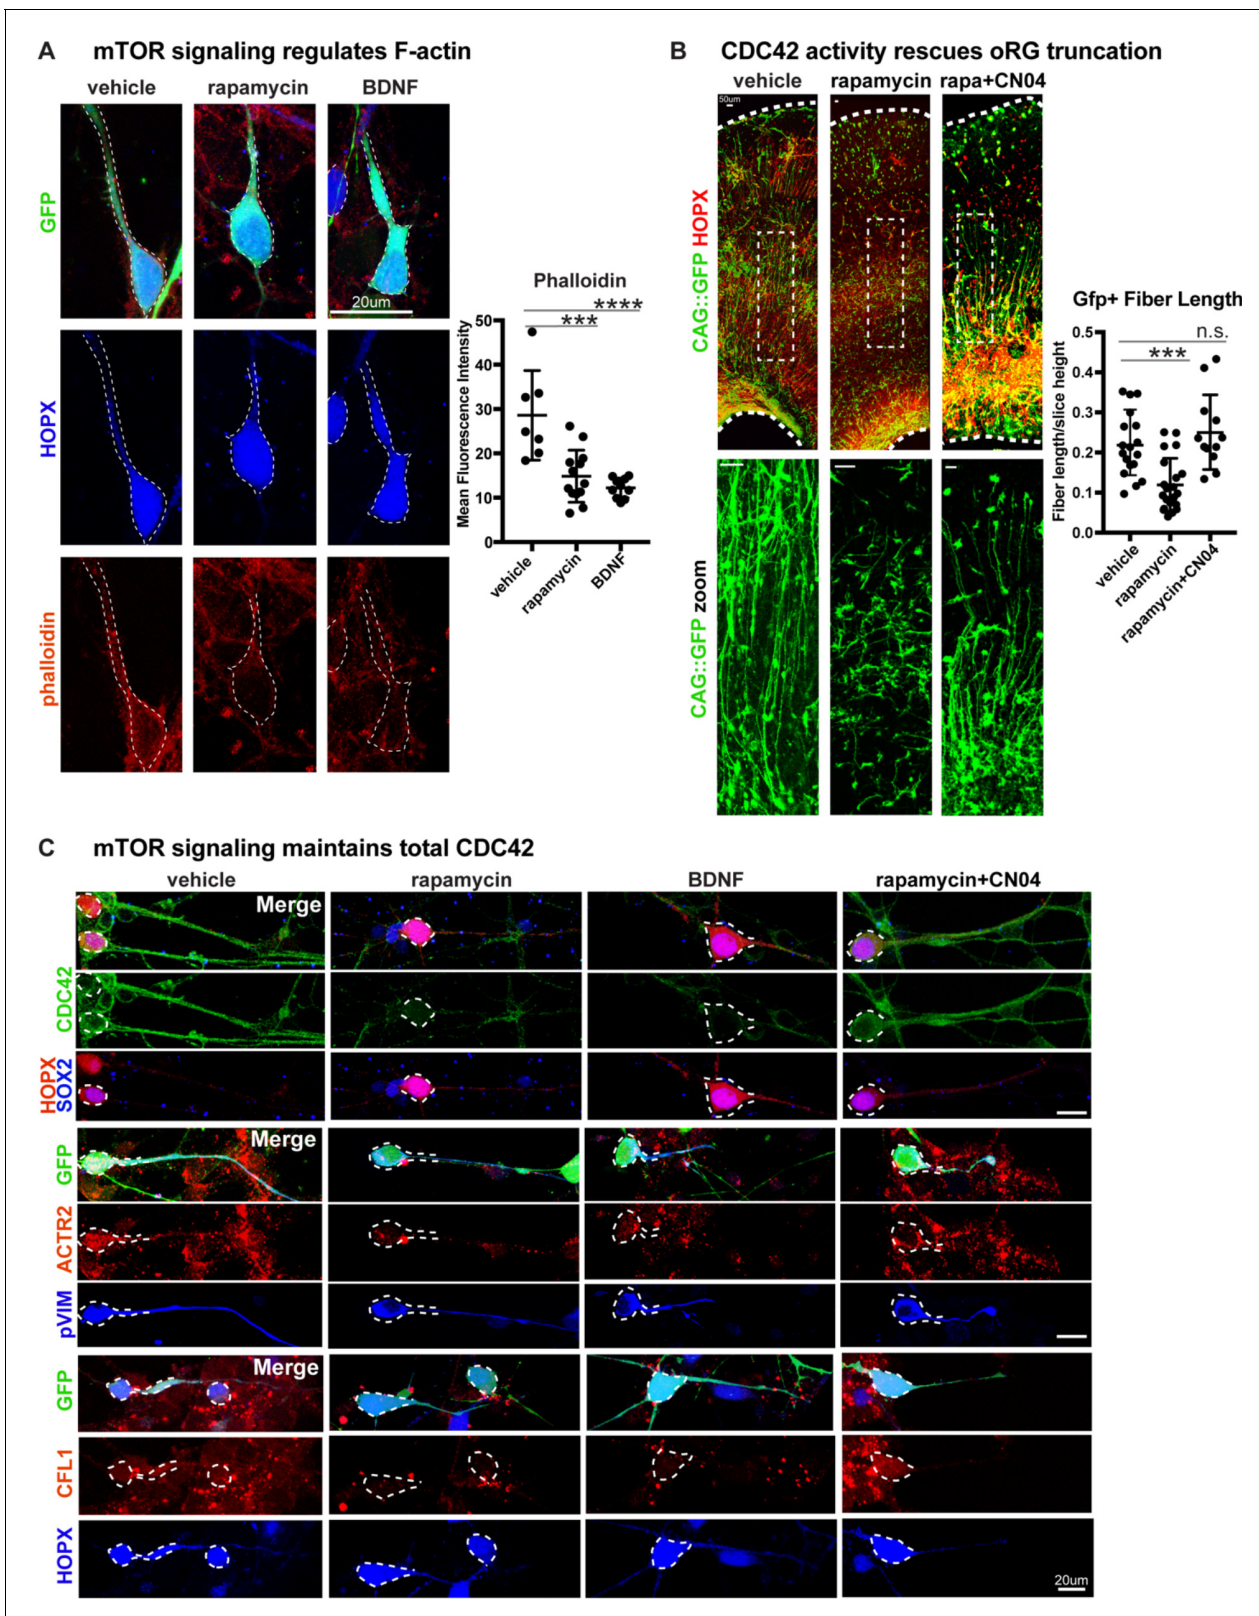 A mTOR signaling regulates F-actin
vehicle rapamycin BDNF
GFP
20um
HOPX
phalloidin
Phalloidin
****
***
Mean Fluorescence Intensity
50
40
30
20
10
0
vehicle
rapamycin
BDNF
B CDC42 activity rescues oRG truncation
vehicle rapamycin rapa+CN04
50um
CAG::GFP HOPX
CAG::GFP zoom
Gfp+ Fiber Length
n.s.
***
Fiber length/slice height
0.5
0.4
0.3
0.2
0.1
0.0
vehicle
rapamycin
rapamycin+CN04
C mTOR signaling maintains total CDC42
vehicle rapamycin BDNF rapamycin+CN04
Merge
CDC42
HOPX
SOX2
Merge
GFP
ACTR2
pVIM
Merge
GFP
CFL1
HOPX
20um